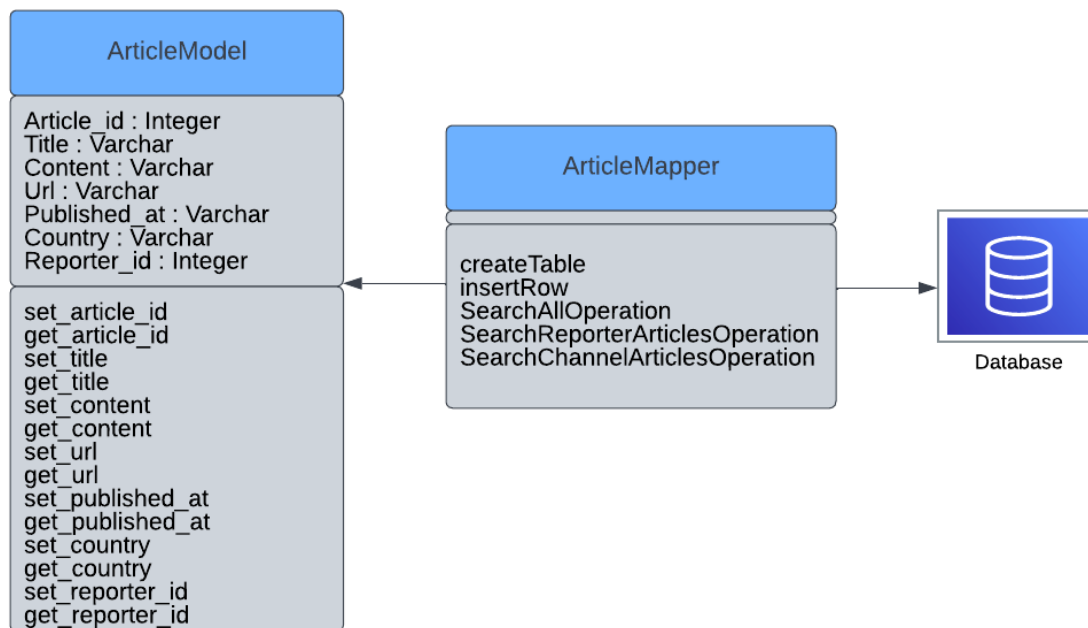 ArticleModel
Article_id : Integer
Title : Varchar
Content : Varchar
Url : Varchar
Published_at : Varchar
Country : Varchar
Reporter_id : Integer
set_article_id
get_article_id
set_title
get_title
set_content
get_content
set_url
get_url
set_published_at
get_published_at
set_country
get_country
set_reporter_id
get_reporter_id
ArticleMapper
createTable
insertRow
SearchAllOperation
SearchReporterArticlesOperation
SearchChannelArticlesOperation
Database